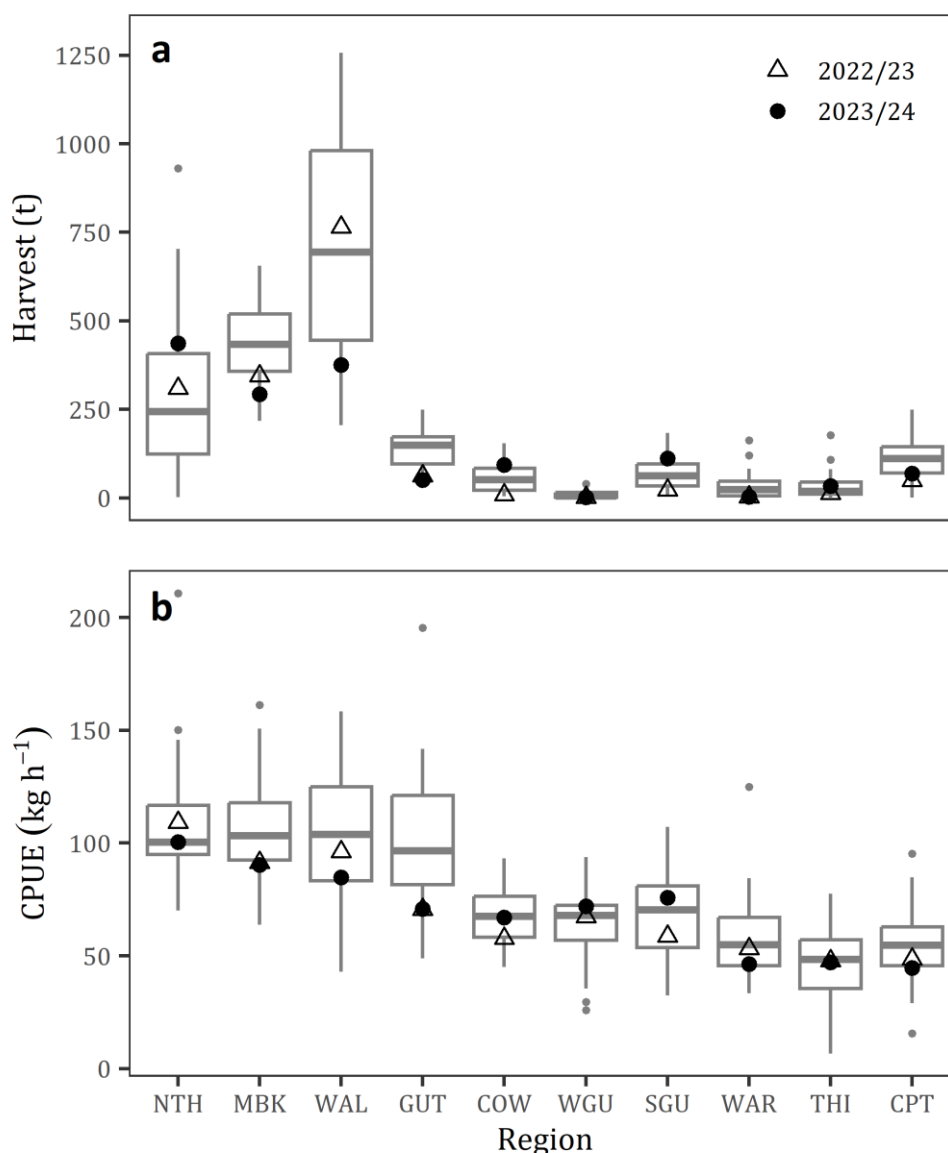 a
2022/23
2023/24
Harvest (t)
1250
1000
750
500
250
0
b
CPUE (kg h⁻¹)
200
150
100
50
0
NTH MBK WAL GUT COW WGU SGU WAR THI CPT
Region